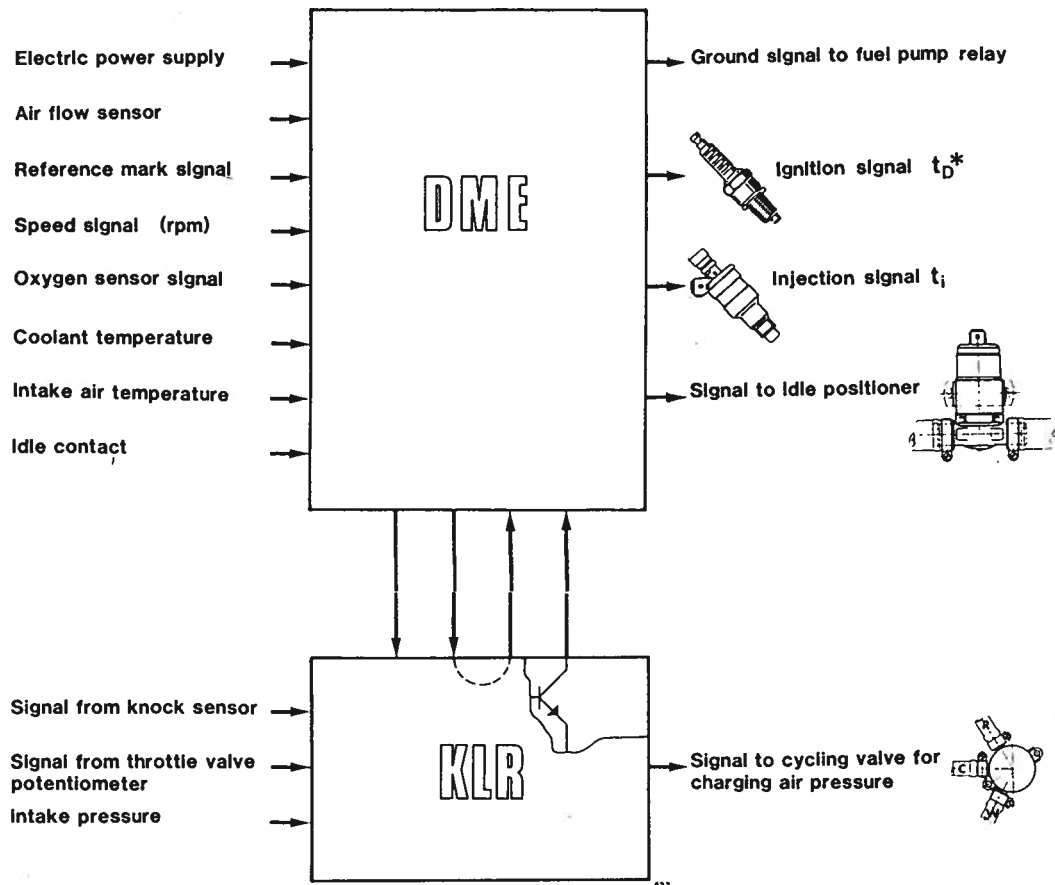 Electric power supply
Ground signal to fuel pump relay
Air flow sensor
Reference mark signal
Ignition signal tD*
Speed signal (rpm)
DME
Oxygen sensor signal
Injection signal ti
Coolant temperature
Intake air temperature
Signal to idle positioner
Idle contact
Signal from knock sensor
Signal from throttle valve
potentiometer
KLR
Signal to cycling valve for
charging air pressure
Intake pressure